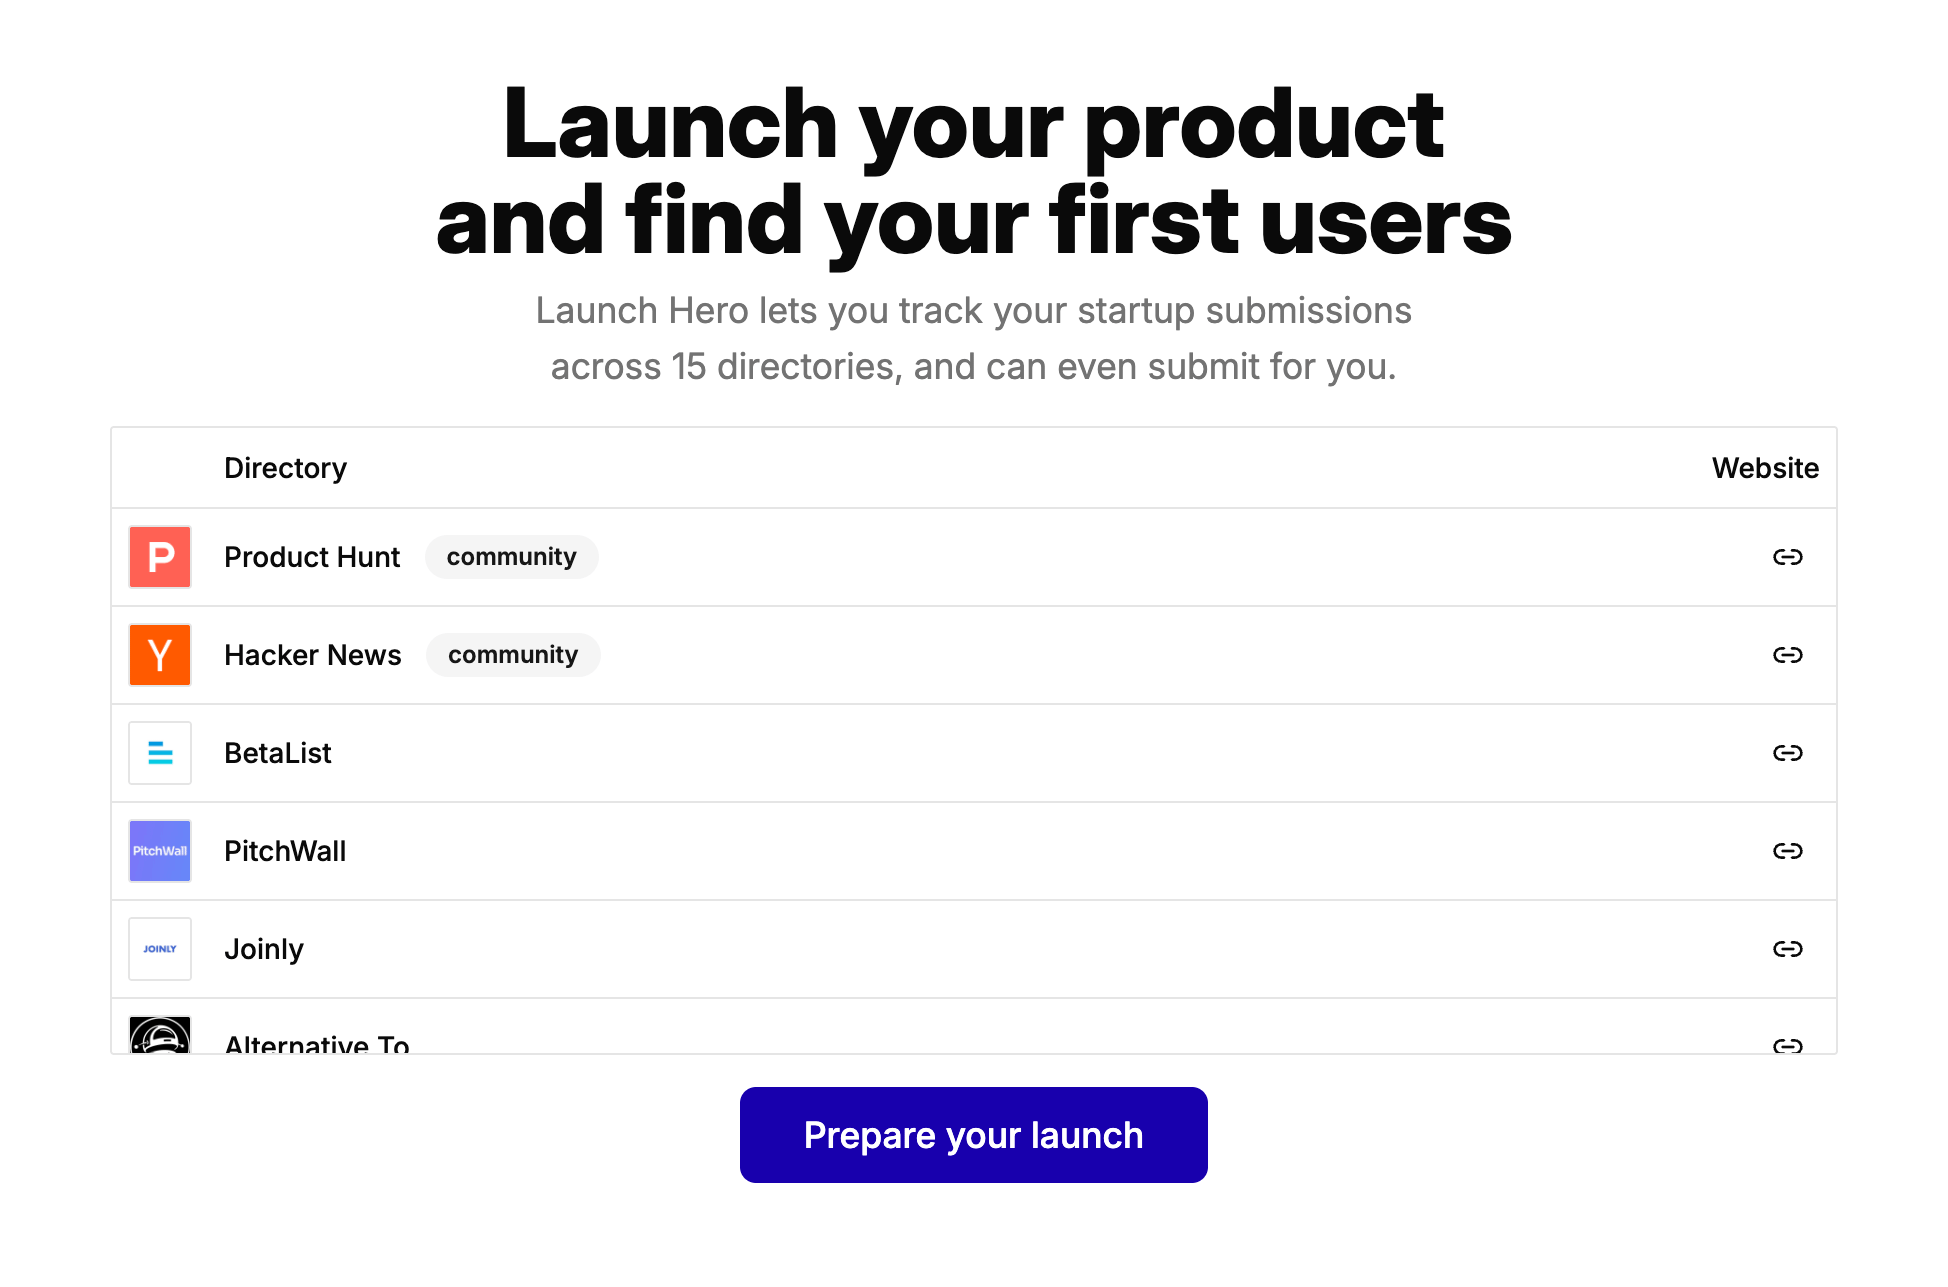 Launch your product
and find your first users
Launch Hero lets you track your startup submissions
across 15 directories, and can even submit for you.
Directory Website
P Product Hunt community
Y Hacker News community
BetaList
PitchWall PitchWall
JOINLY Joinly
Alternative To
Prepare your launch